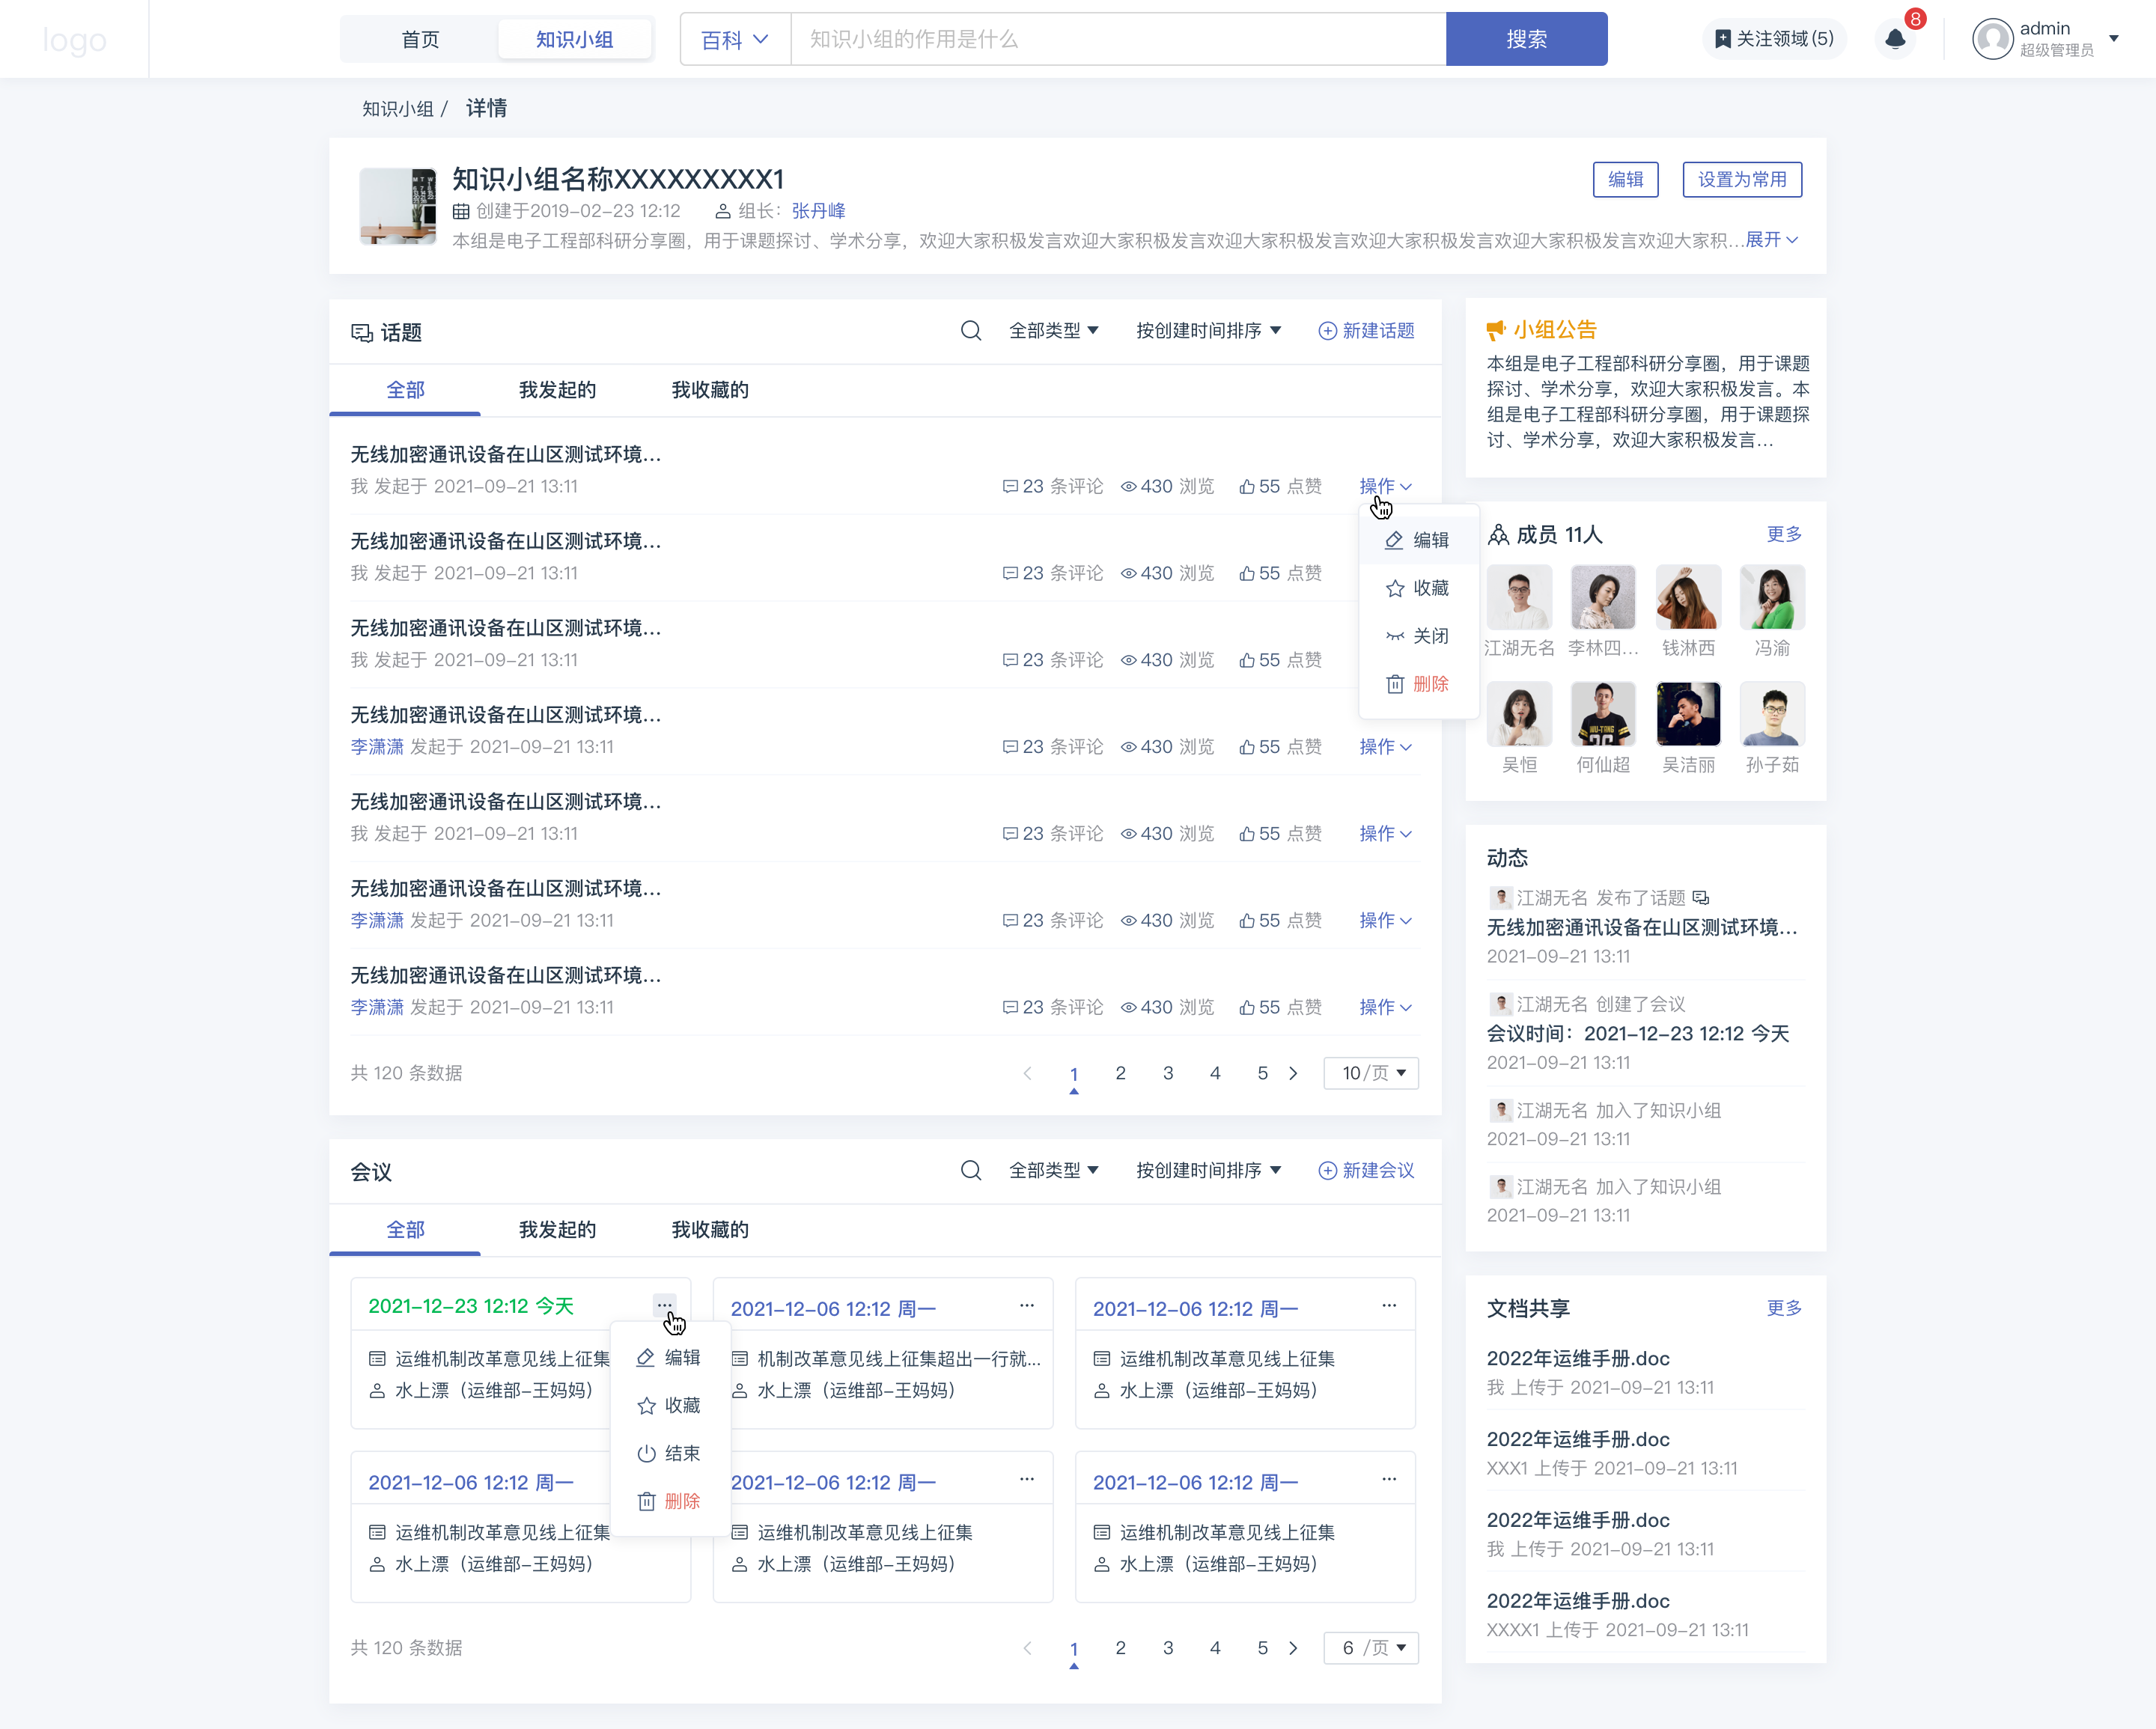 logo
首页
知识小组
百科
知识小组的作用是什么
搜索
关注领域(5)
8
admin
超级管理员
知识小组 / 详情
知识小组名称XXXXXXXXX1
创建于2019-02-23 12:12 组长：张丹峰
本组是电子工程部科研分享圈，用于课题探讨、学术分享，欢迎大家积极发言欢迎大家积极发言欢迎大家积极发言欢迎大家积极发言欢迎大家积极发言欢迎大家积...展开
编辑
设置为常用
话题
全部类型
按创建时间排序
新建话题
全部
我发起的
我收藏的
无线加密通讯设备在山区测试环境...
我 发起于 2021-09-21 13:11
23 条评论 430 浏览 55 点赞 操作
无线加密通讯设备在山区测试环境...
我 发起于 2021-09-21 13:11
23 条评论 430 浏览 55 点赞
无线加密通讯设备在山区测试环境...
我 发起于 2021-09-21 13:11
23 条评论 430 浏览 55 点赞
无线加密通讯设备在山区测试环境...
李潇潇 发起于 2021-09-21 13:11
23 条评论 430 浏览 55 点赞 操作
无线加密通讯设备在山区测试环境...
我 发起于 2021-09-21 13:11
23 条评论 430 浏览 55 点赞 操作
无线加密通讯设备在山区测试环境...
李潇潇 发起于 2021-09-21 13:11
23 条评论 430 浏览 55 点赞 操作
无线加密通讯设备在山区测试环境...
李潇潇 发起于 2021-09-21 13:11
23 条评论 430 浏览 55 点赞 操作
编辑
收藏
关闭
删除
共 120 条数据
1 2 3 4 5
10/页
会议
全部类型
按创建时间排序
新建会议
全部
我发起的
我收藏的
2021-12-23 12:12 今天
运维机制改革意见线上征集
水上漂（运维部-王妈妈）
2021-12-06 12:12 周一
机制改革意见线上征集超出一行就...
水上漂（运维部-王妈妈）
2021-12-06 12:12 周一
运维机制改革意见线上征集
水上漂（运维部-王妈妈）
编辑
收藏
结束
删除
2021-12-06 12:12 周一
运维机制改革意见线上征集
水上漂（运维部-王妈妈）
2021-12-06 12:12 周一
运维机制改革意见线上征集
水上漂（运维部-王妈妈）
2021-12-06 12:12 周一
运维机制改革意见线上征集
水上漂（运维部-王妈妈）
共 120 条数据
1 2 3 4 5
6 /页
小组公告
本组是电子工程部科研分享圈，用于课题
探讨、学术分享，欢迎大家积极发言。本
组是电子工程部科研分享圈，用于课题探
讨、学术分享，欢迎大家积极发言...
成员 11人
更多
江湖无名 李林四... 钱淋西 冯渝
吴恒 何仙超 吴洁丽 孙子茹
动态
江湖无名 发布了话题
无线加密通讯设备在山区测试环境...
2021-09-21 13:11
江湖无名 创建了会议
会议时间：2021-12-23 12:12 今天
2021-09-21 13:11
江湖无名 加入了知识小组
2021-09-21 13:11
江湖无名 加入了知识小组
2021-09-21 13:11
文档共享
更多
2022年运维手册.doc
我 上传于 2021-09-21 13:11
2022年运维手册.doc
XXX1 上传于 2021-09-21 13:11
2022年运维手册.doc
我 上传于 2021-09-21 13:11
2022年运维手册.doc
XXXX1 上传于 2021-09-21 13:11